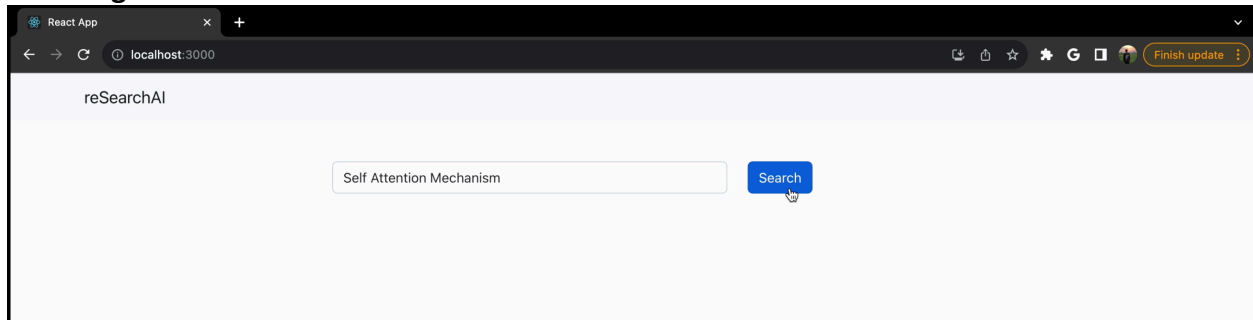 React App
localhost:3000
G
Finish update
reSearchAI
Self Attention Mechanism
Search